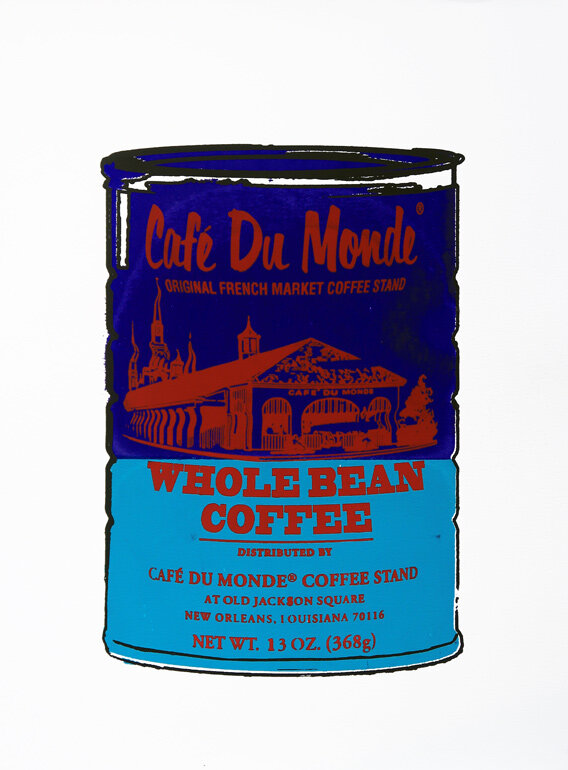 Café Du Monde®
ORIGINAL FRENCH MARKET COFFEE STAND
CAFE DU MONDE
WHOLE BEAN
COFFEE
DISTRIBUTED BY
CAFÉ DU MONDE® COFFEE STAND
AT OLD JACKSON SQUARE
NEW ORLEANS, LOUISIANA 70116
NET WT. 13 OZ. (368g)